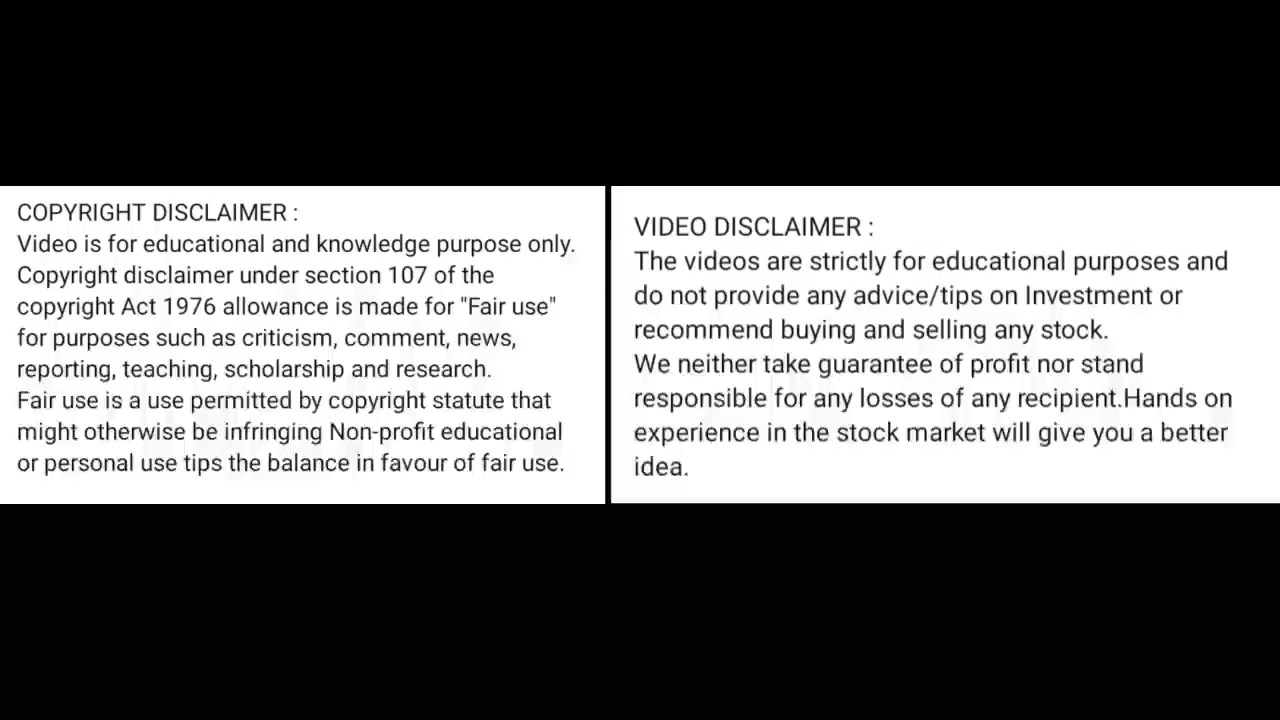 COPYRIGHT DISCLAIMER :
Video is for educational and knowledge purpose only.
Copyright disclaimer under section 107 of the
copyright Act 1976 allowance is made for "Fair use"
for purposes such as criticism, comment, news,
reporting, teaching, scholarship and research.
Fair use is a use permitted by copyright statute that
might otherwise be infringing Non-profit educational
or personal use tips the balance in favour of fair use.
VIDEO DISCLAIMER :
The videos are strictly for educational purposes and
do not provide any advice/tips on Investment or
recommend buying and selling any stock.
We neither take guarantee of profit nor stand
responsible for any losses of any recipient.Hands on
experience in the stock market will give you a better
idea.